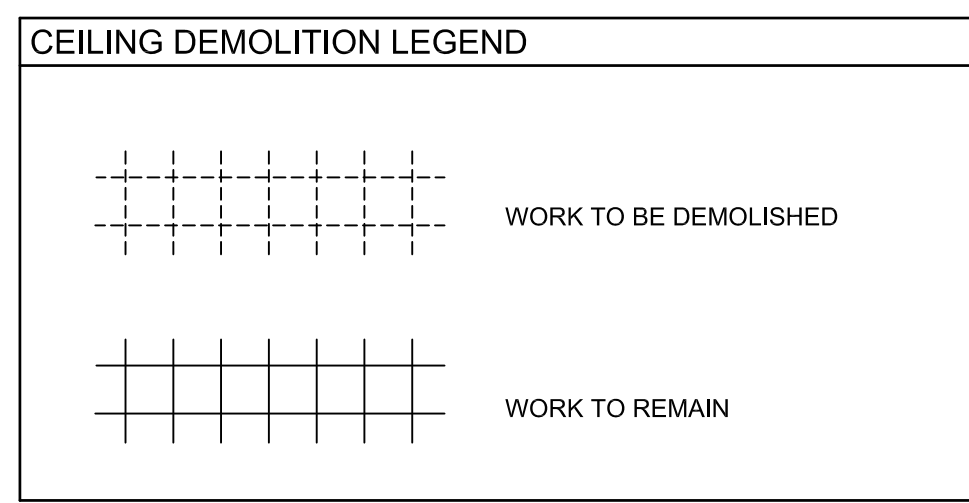 CEILING DEMOLITION LEGEND
WORK TO BE DEMOLISHED
WORK TO REMAIN